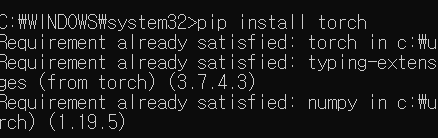 C:₩WINDOWS₩system32>pip install torch
Requirement already satisfied: torch in c:₩u
Requirement already satisfied: typing-extens
ges (from torch) (3.7.4.3)
Requirement already satisfied: numpy in c:₩u
rch) (1.19.5)